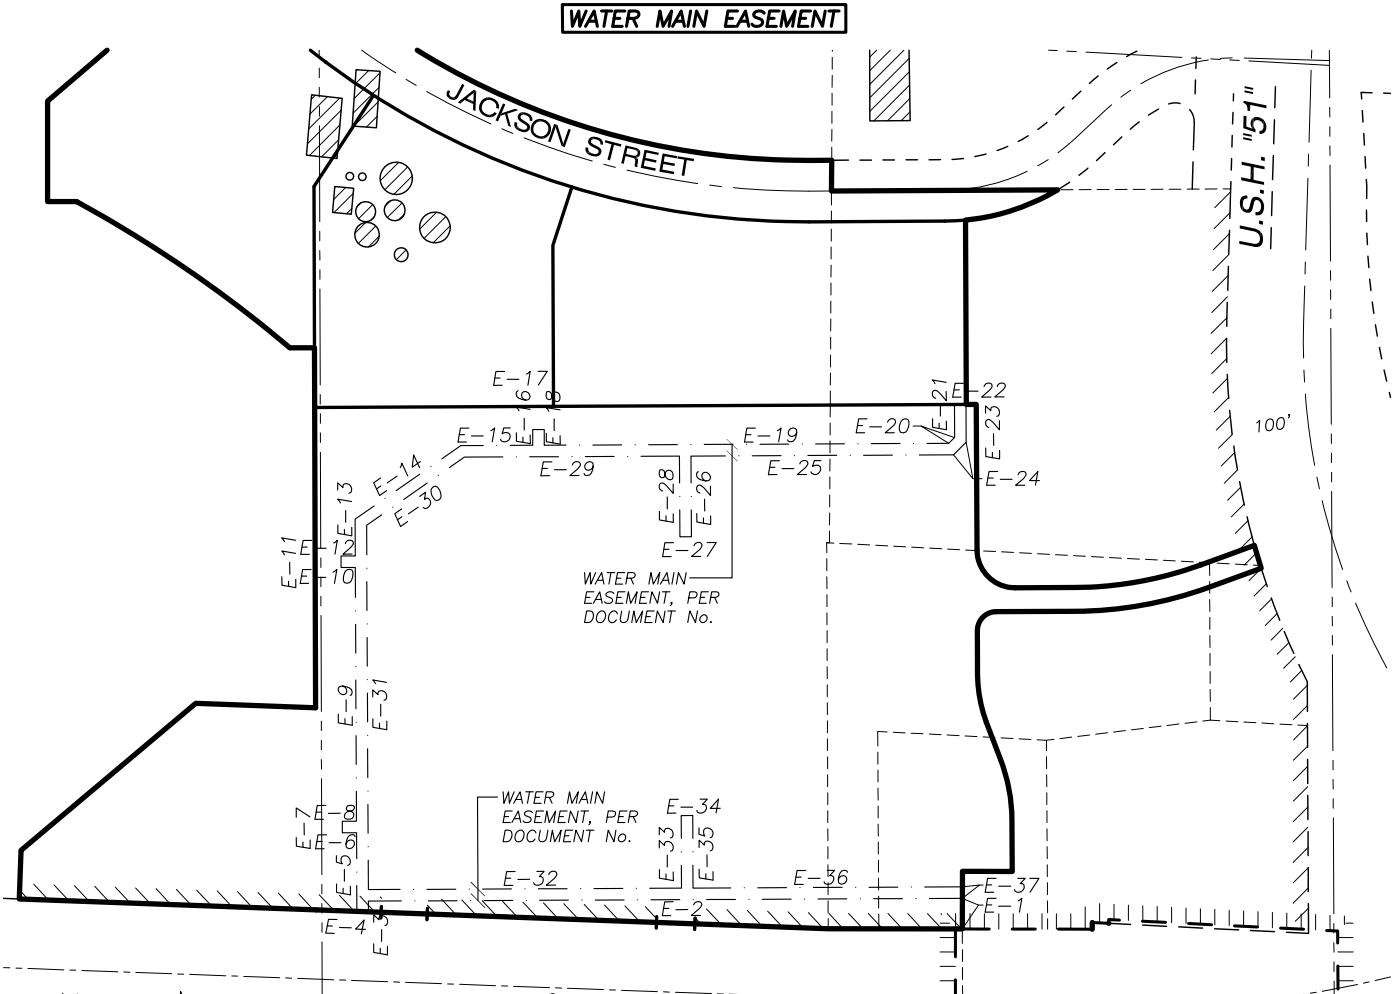 WATER MAIN EASEMENT
JACKSON STREET
U.S.H. "51"
E-17
E-16
E-18
E-21
E-22
E-23
E-15
E-19
E-20
100'
E-14
E-29
E-25
E-24
E-13
E-30
E-28
E-26
E-11
E-12
E-10
E-27
WATER MAIN
EASEMENT, PER
DOCUMENT No.
E-9
E-31
WATER MAIN
EASEMENT, PER
DOCUMENT No.
E-34
E-7
E-8
E-6
E-33
E-35
E-5
E-32
E-36
E-37
E-1
E-2
E-4
E-3